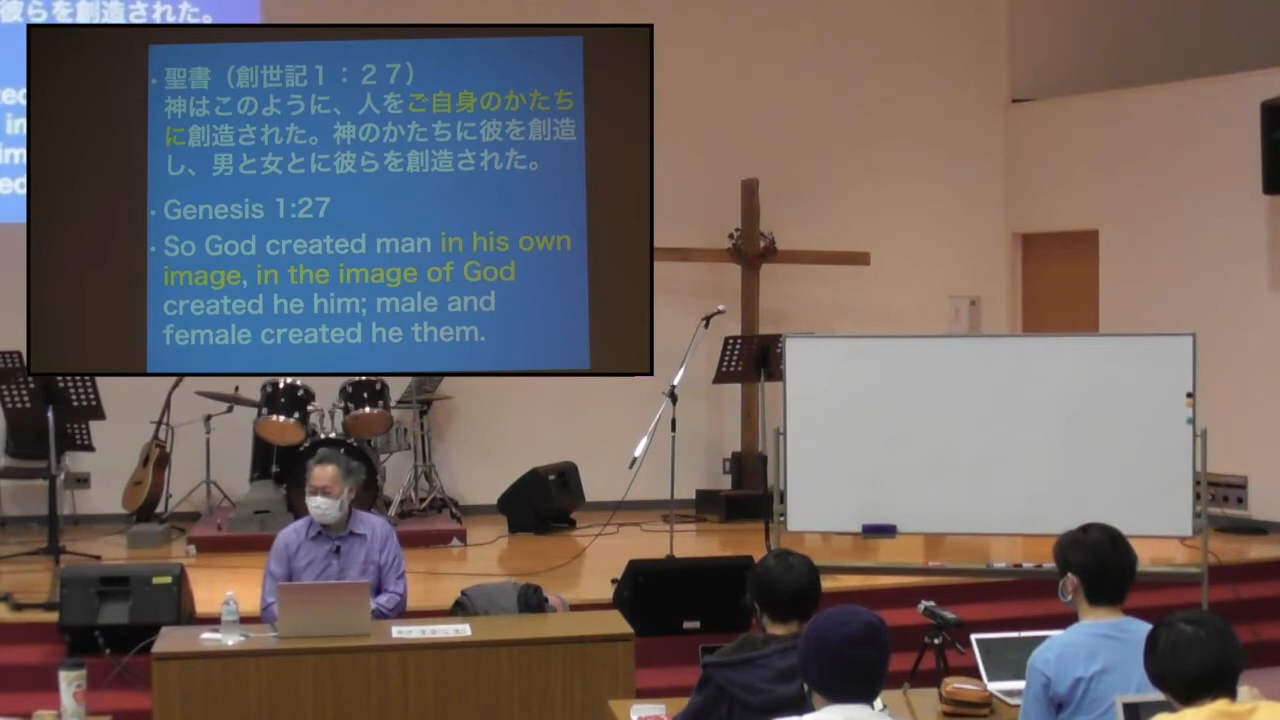 彼らを創造された。
・聖書（創世記１：２７）
神はこのように、人をご自身のかたち
に創造された。神のかたちに彼を創造
し、男と女とに彼らを創造された。
・Genesis 1:27
・So God created man in his own
image, in the image of God
created he him; male and
female created he them.